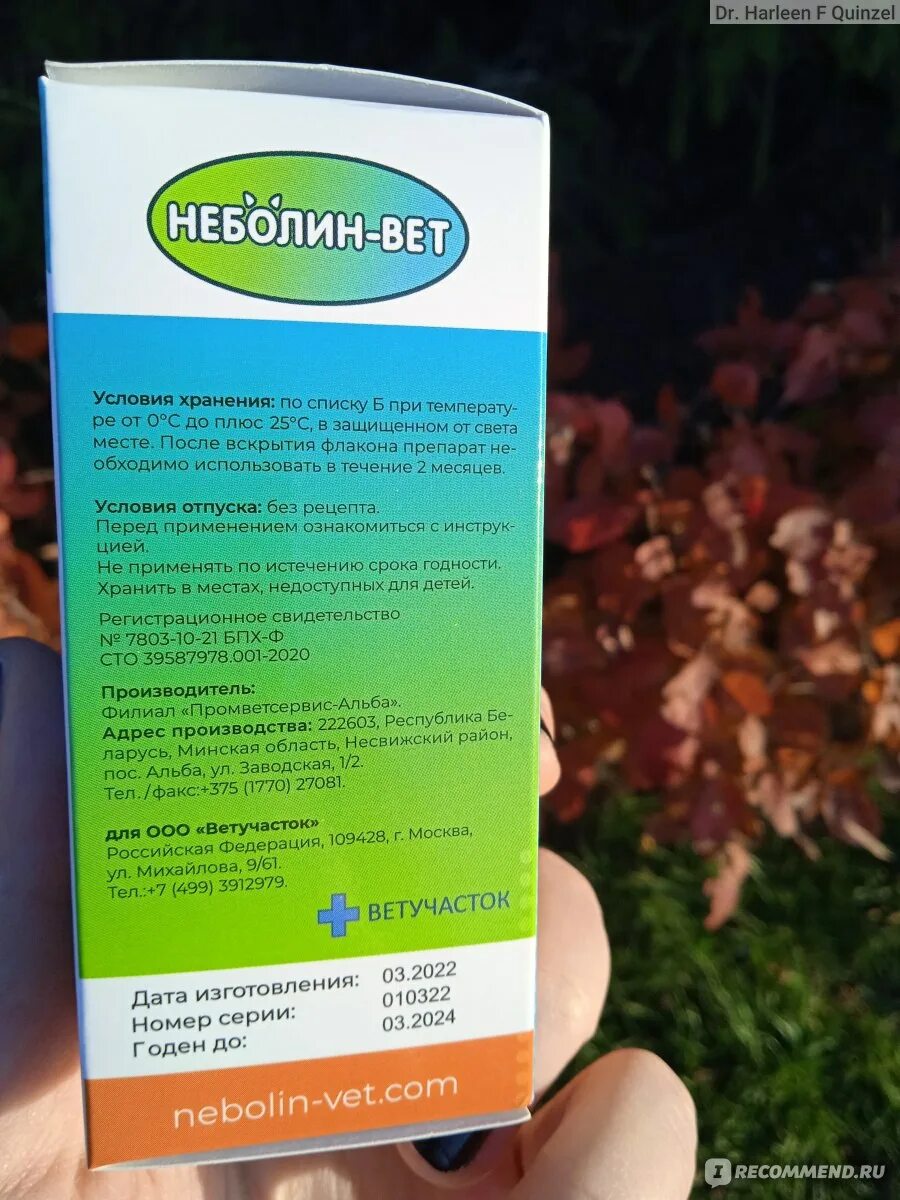 Dr. Harleen F Quinzel
НЕБОЛИН-ВЕТ
Условия хранения: по списку Б при температу-
ре от 0°C до плюс 25°C, в защищенном от света
месте. После вскрытия флакона препарат не-
обходимо использовать в течение 2 месяцев.
Условия отпуска: без рецепта.
Перед применением ознакомиться с инструк-
цией.
Не применять по истечению срока годности.
Хранить в местах, недоступных для детей.
Регистрационное свидетельство
№ 7803-10-21 БПХ-Ф
СТО 39587978.001-2020
Производитель:
Филиал «Промветсервис-Альба».
Адрес производства: 222603, Республика Бе-
ларусь, Минская область, Несвижский район,
пос. Альба, ул. Заводская, 1/2.
Тел./факс:+375 (1770) 27081.
для ООО «Ветучасток»
Российская Федерация, 109428, г. Москва,
ул. Михайлова, 9/61.
Тел.:+7 (499) 3912979.
ВЕТУЧАСТОК
Дата изготовления: 03.2022
Номер серии: 010322
Годен до: 03.2024
nebolin-vet.com
IRECOMMEND.RU